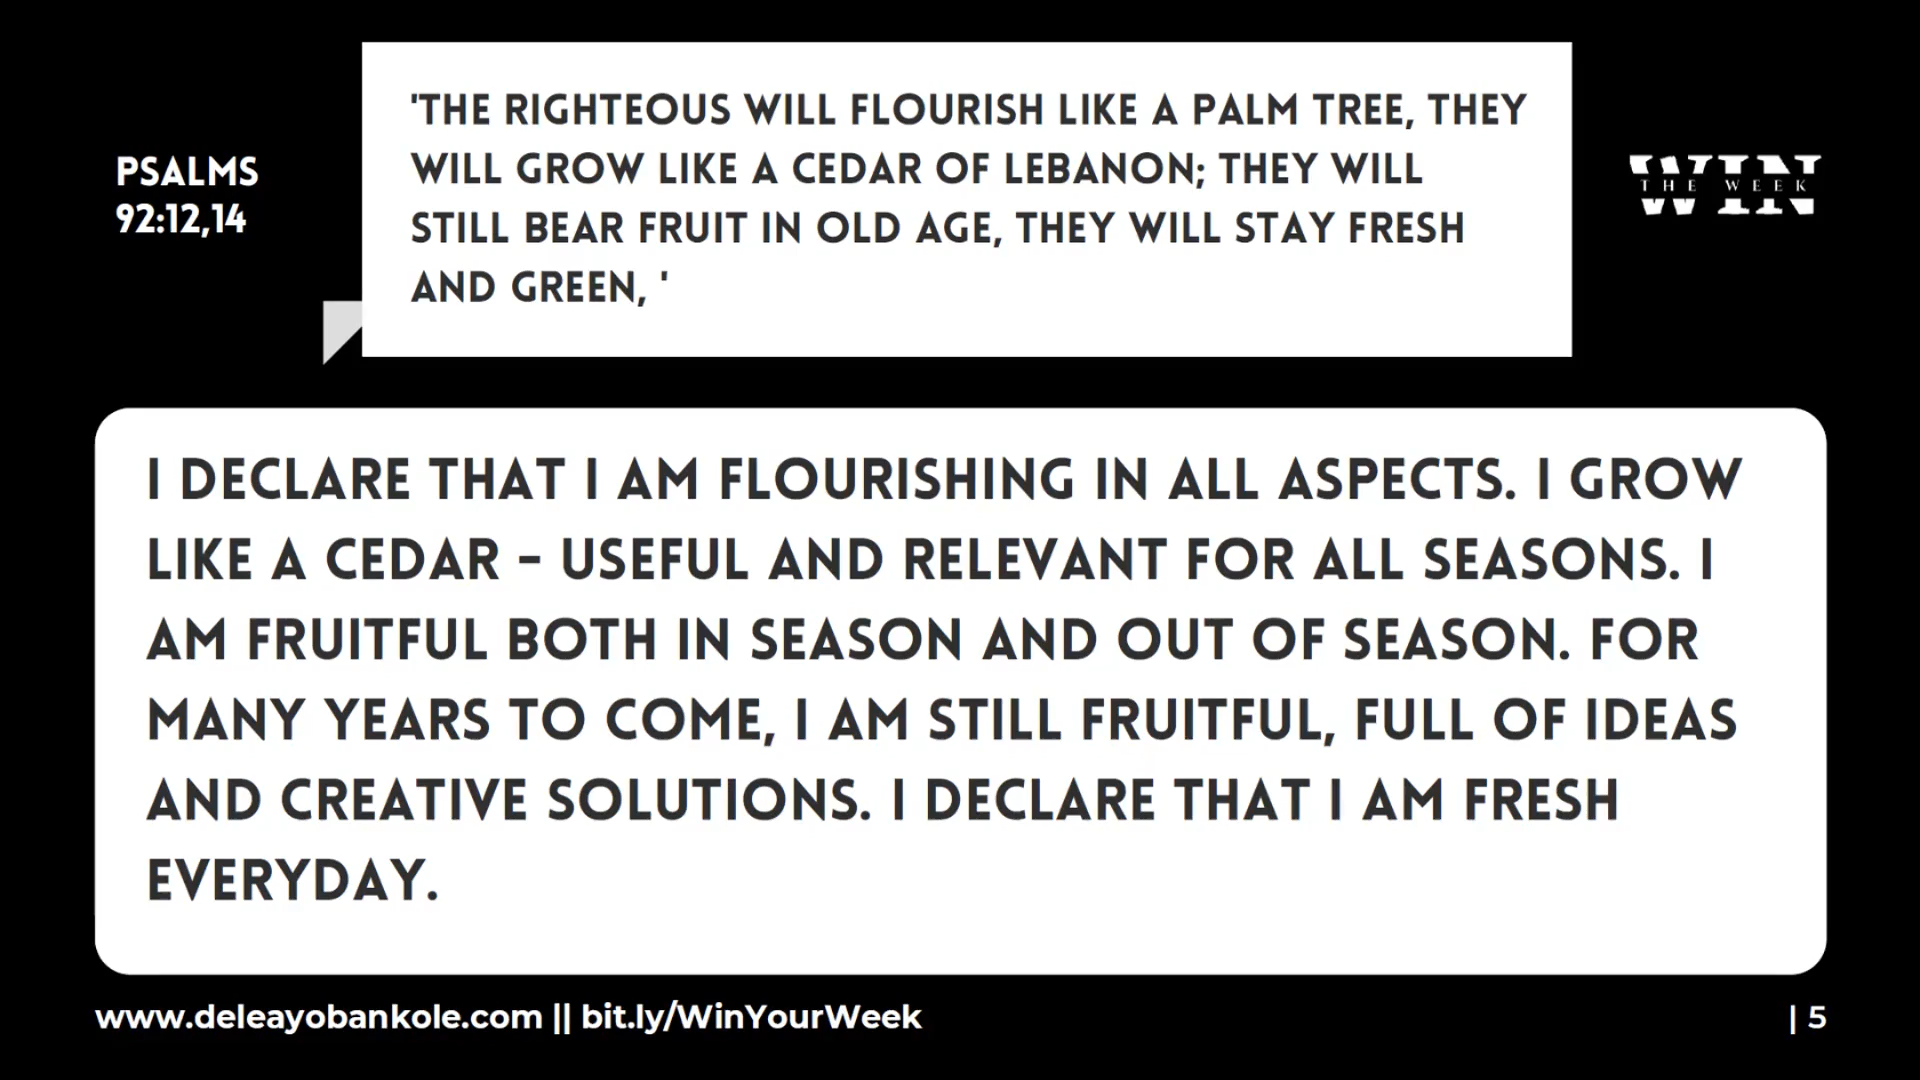 PSALMS
92:12,14
'THE RIGHTEOUS WILL FLOURISH LIKE A PALM TREE, THEY
WILL GROW LIKE A CEDAR OF LEBANON; THEY WILL
STILL BEAR FRUIT IN OLD AGE, THEY WILL STAY FRESH
AND GREEN, '
WIN
THE WEEK
I DECLARE THAT I AM FLOURISHING IN ALL ASPECTS. I GROW
LIKE A CEDAR - USEFUL AND RELEVANT FOR ALL SEASONS. I
AM FRUITFUL BOTH IN SEASON AND OUT OF SEASON. FOR
MANY YEARS TO COME, I AM STILL FRUITFUL, FULL OF IDEAS
AND CREATIVE SOLUTIONS. I DECLARE THAT I AM FRESH
EVERYDAY.
www.deleayobankole.com || bit.ly/WinYourWeek
| 5